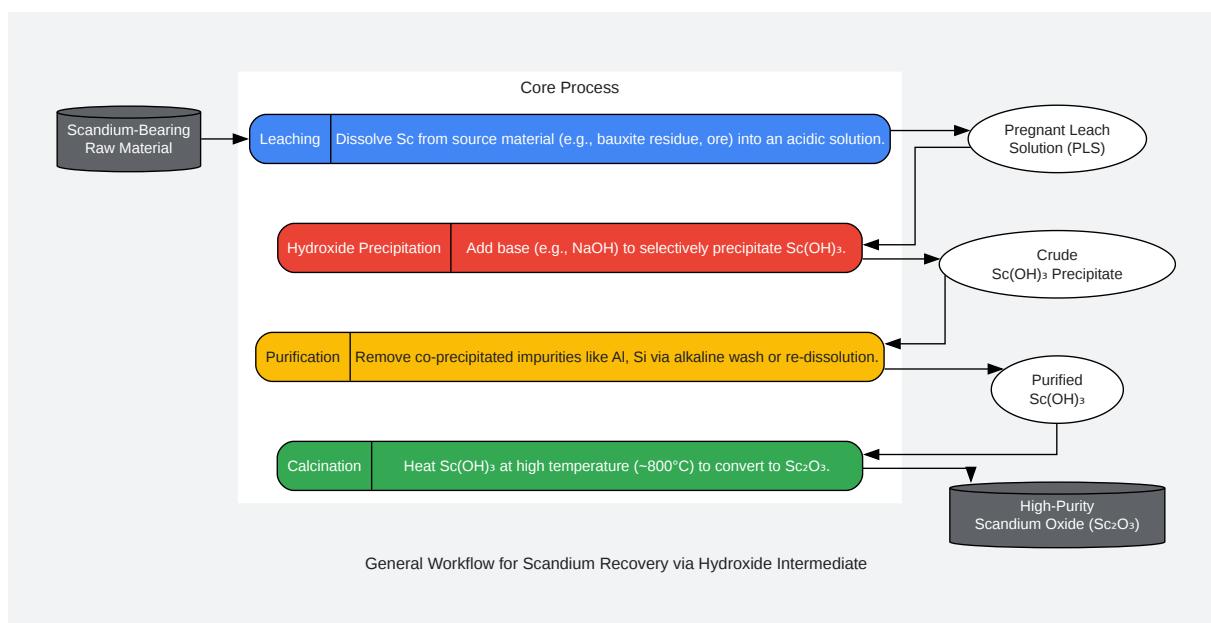 Core Process
Scandium-Bearing
Raw Material
Leaching
Dissolve Sc from source material (e.g., bauxite residue, ore) into an acidic solution.
Pregnant Leach
Solution (PLS)
Hydroxide Precipitation
Add base (e.g., NaOH) to selectively precipitate Sc(OH)₃.
Crude
Sc(OH)₃ Precipitate
Purification
Remove co-precipitated impurities like Al, Si via alkaline wash or re-dissolution.
Purified
Sc(OH)₃
Calcination
Heat Sc(OH)₃ at high temperature (~800°C) to convert to Sc₂O₃.
High-Purity
Scandium Oxide (Sc₂O₃)
General Workflow for Scandium Recovery via Hydroxide Intermediate